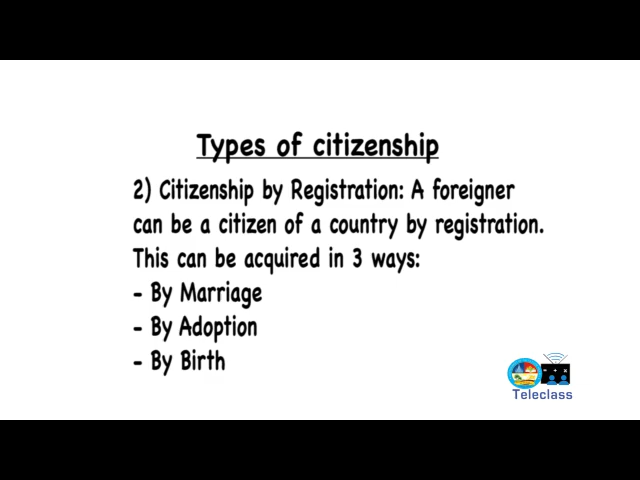 Types of citizenship
2) Citizenship by Registration: A foreigner
can be a citizen of a country by registration.
This can be acquired in 3 ways:
- By Marriage
- By Adoption
- By Birth
Teleclass